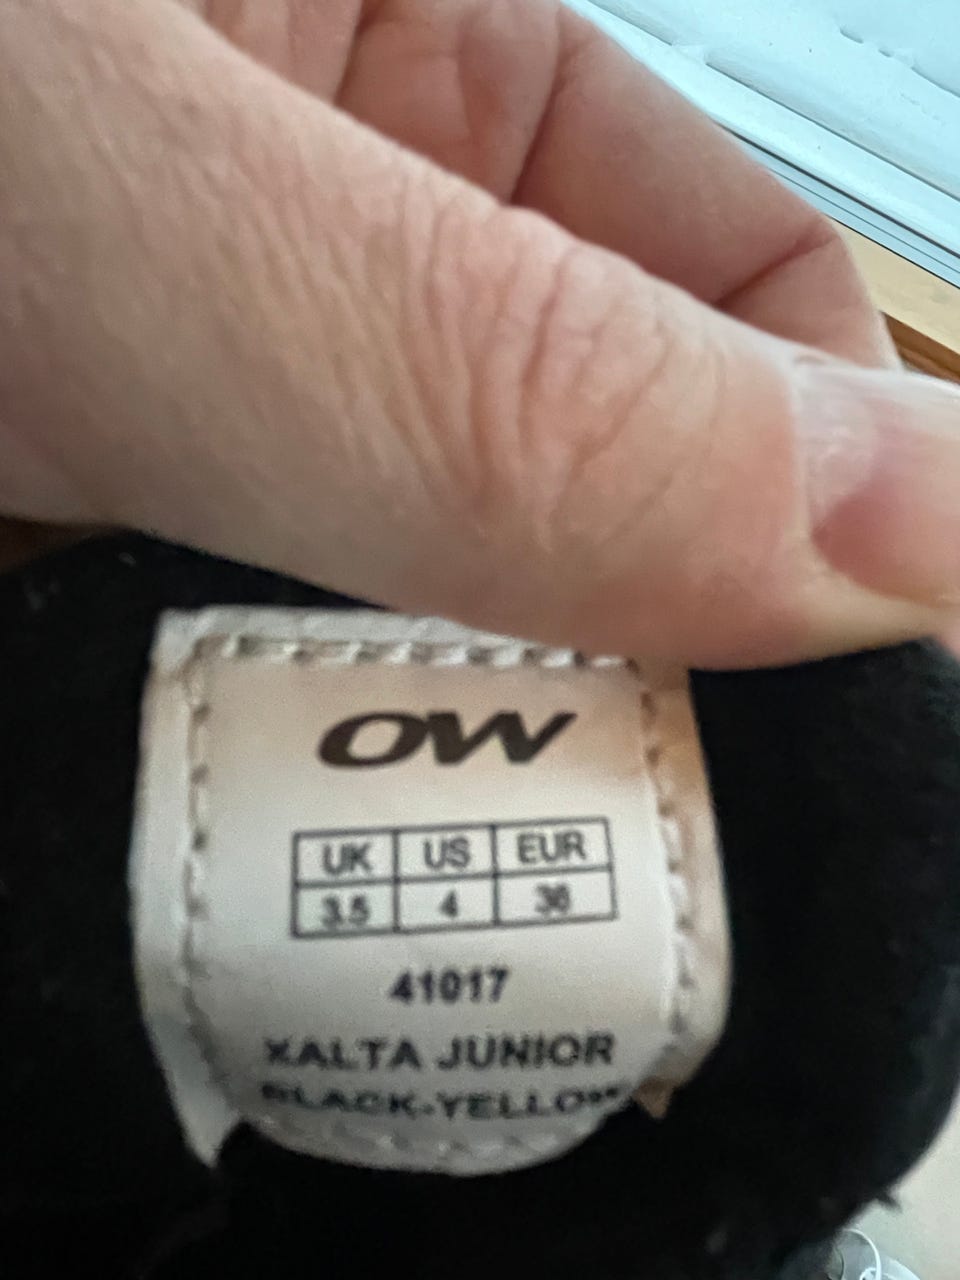 OW
UK US EUR
3.5 4 36
41017
XALTA JUNIOR
BLACK-YELLOW